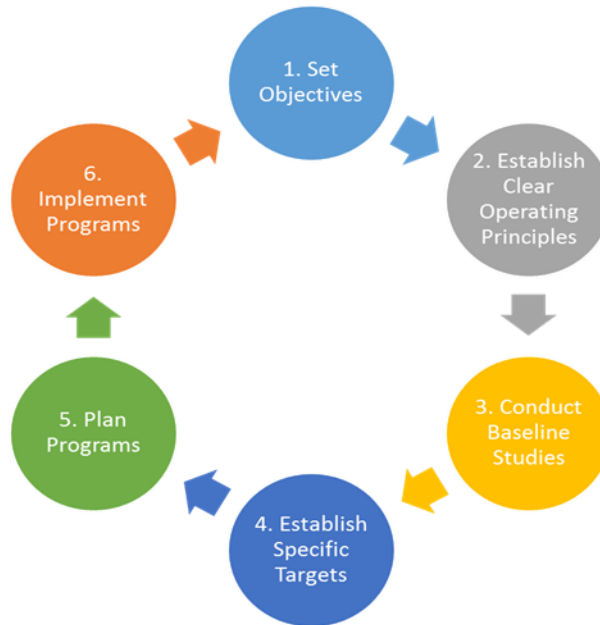 1. Set
Objectives
2. Establish
Clear
Operating
Principles
3. Conduct
Baseline
Studies
4. Establish
Specific
Targets
5. Plan
Programs
6.
Implement
Programs